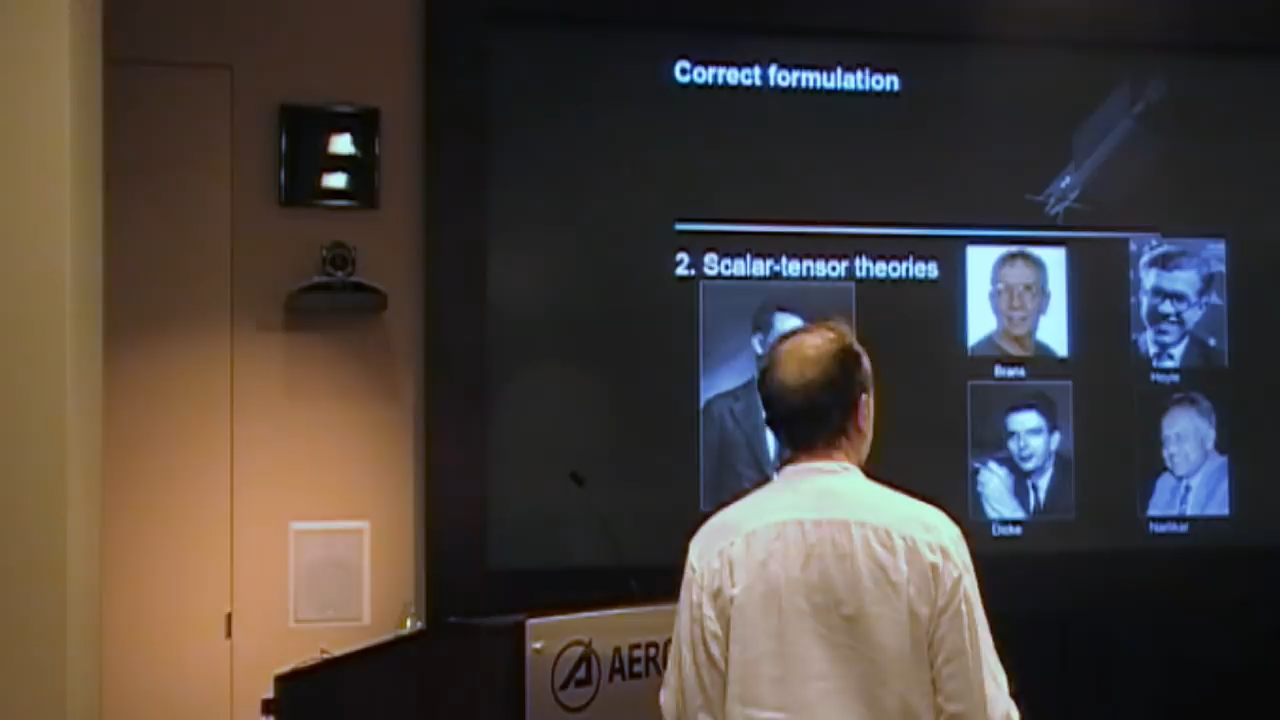 Correct formulation
2. Scalar-tensor theories
Brans
Hoyle
Dicke
Narlikar
AERO